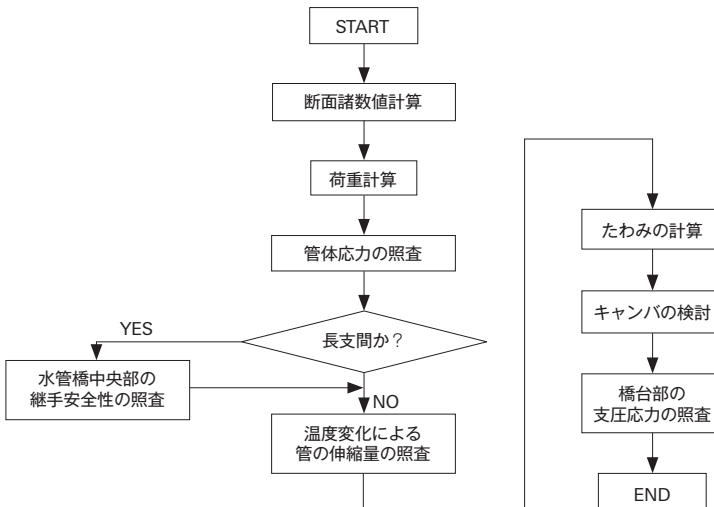 START
断面諸数値計算
荷重計算
管体応力の照査
長支間か？
YES
水管橋中央部の
継手安全性の照査
NO
温度変化による
管の伸縮量の照査
たわみの計算
キャンバの検討
橋台部の
支圧応力の照査
END